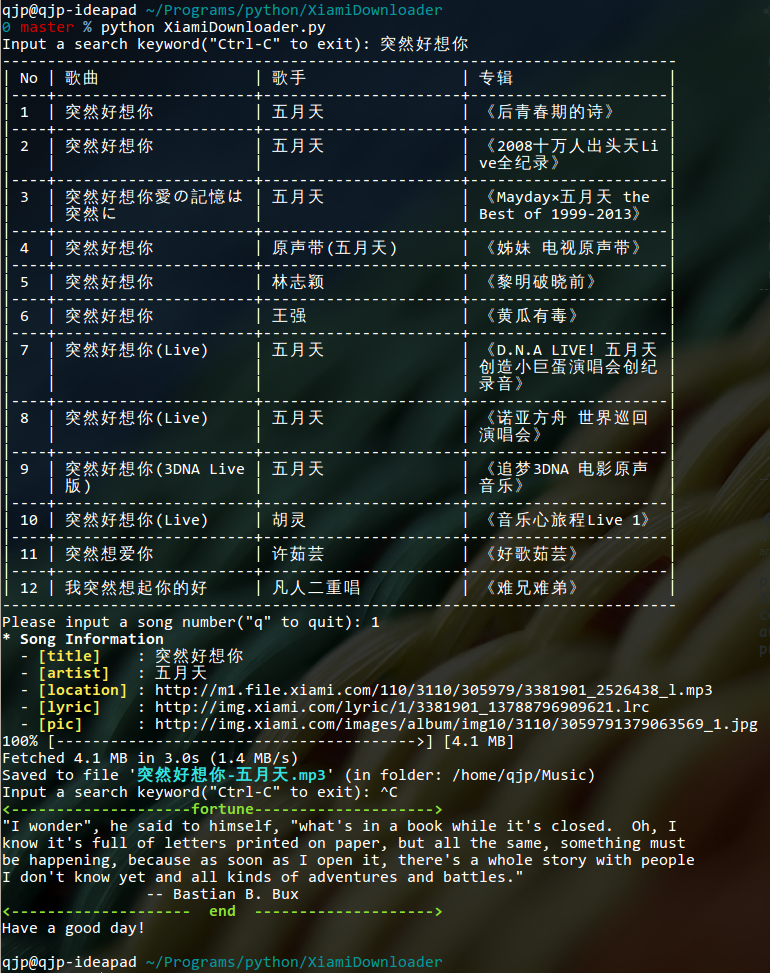 qjp@qjp-ideapad ~/Programs/python/XiamiDownloader
0 master % python XiamiDownloader.py
Input a search keyword("Ctrl-C" to exit): 突然好想你
---------------------------------------------------------------------------
| No | 歌曲 | 歌手 | 专辑 |
|----+----------------------+----------------------+----------------------|
| 1 | 突然好想你 | 五月天 | 《后青春期的诗》 |
|----+----------------------+----------------------+----------------------|
| 2 | 突然好想你 | 五月天 | 《2008十万人出头天Li |
| | | | ve全纪录》 |
|----+----------------------+----------------------+----------------------|
| 3 | 突然好想你愛の記憶は | 五月天 | 《Mayday×五月天 the |
| | 突然に | | Best of 1999-2013》 |
|----+----------------------+----------------------+----------------------|
| 4 | 突然好想你 | 原声带(五月天) | 《姊妹 电视原声带》 |
|----+----------------------+----------------------+----------------------|
| 5 | 突然好想你 | 林志颖 | 《黎明破晓前》 |
|----+----------------------+----------------------+----------------------|
| 6 | 突然好想你 | 王强 | 《黄瓜有毒》 |
|----+----------------------+----------------------+----------------------|
| 7 | 突然好想你(Live) | 五月天 | 《D.N.A LIVE! 五月天 |
| | | | 创造小巨蛋演唱会创纪 |
| | | | 录音》 |
|----+----------------------+----------------------+----------------------|
| 8 | 突然好想你(Live) | 五月天 | 《诺亚方舟 世界巡回 |
| | | | 演唱会》 |
|----+----------------------+----------------------+----------------------|
| 9 | 突然好想你(3DNA Live | 五月天 | 《追梦3DNA 电影原声 |
| | 版) | | 音乐》 |
|----+----------------------+----------------------+----------------------|
| 10 | 突然好想你(Live) | 胡灵 | 《音乐心旅程Live 1》 |
|----+----------------------+----------------------+----------------------|
| 11 | 突然想爱你 | 许茹芸 | 《好歌茹芸》 |
|----+----------------------+----------------------+----------------------|
| 12 | 我突然想起你的好 | 凡人二重唱 | 《难兄难弟》 |
---------------------------------------------------------------------------
Please input a song number("q" to quit): 1
* Song Information
- [title] : 突然好想你
- [artist] : 五月天
- [location] : http://m1.file.xiami.com/110/3110/305979/3381901_2526438_l.mp3
- [lyric] : http://img.xiami.com/lyric/1/3381901_13788796909621.lrc
- [pic] : http://img.xiami.com/images/album/img10/3110/3059791379063569_1.jpg
100% [---------------------------------------->] [4.1 MB]
Fetched 4.1 MB in 3.0s (1.4 MB/s)
Saved to file '突然好想你-五月天.mp3' (in folder: /home/qjp/Music)
Input a search keyword("Ctrl-C" to exit): ^C
<--------------------fortune-------------------->
"I wonder", he said to himself, "what's in a book while it's closed.  Oh, I
know it's full of letters printed on paper, but all the same, something must
be happening, because as soon as I open it, there's a whole story with people
I don't know yet and all kinds of adventures and battles."
-- Bastian B. Bux
<--------------------  end  -------------------->
Have a good day!
qjp@qjp-ideapad ~/Programs/python/XiamiDownloader